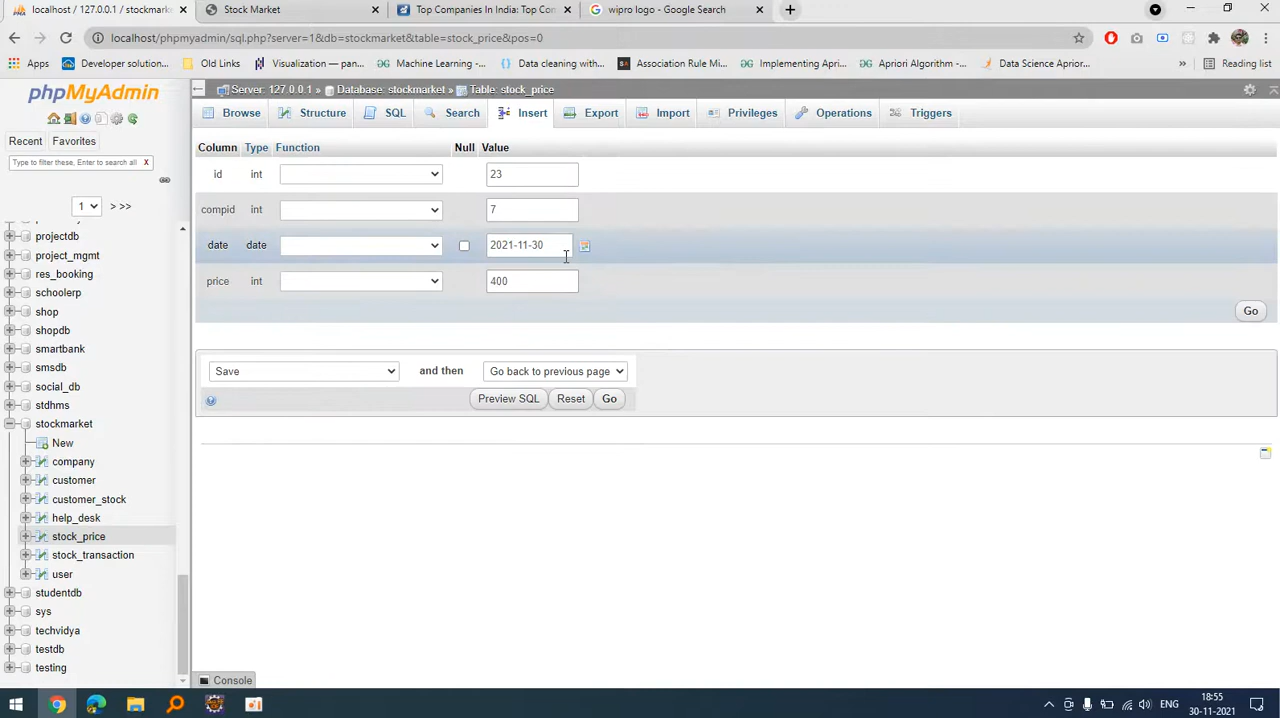 localhost / 127.0.0.1 / stockmark
Stock Market
Top Companies In India: Top Con
wipro logo - Google Search
localhost/phpmyadmin/sql.php?server=1&db=stockmarket&table=stock_price&pos=0
Apps
Developer solution...
Old Links
Visualization — pan...
Machine Learning -...
Data cleaning with...
Association Rule Mi...
Implementing Apri...
Apriori Algorithm -...
Data Science Aprior...
Reading list
phpMyAdmin
Server: 127.0.0.1 » Database: stockmarket » Table: stock_price
Browse
Structure
SQL
Search
Insert
Export
Import
Privileges
Operations
Triggers
Recent
Favorites
Type to filter these, Enter to search all X
1 > >>
Column Type Function Null Value
id int 23
compid int 7
date date 2021-11-30
price int 400
Go
Save and then Go back to previous page
Preview SQL Reset Go
projectdb
project_mgmt
res_booking
schoolerp
shop
shopdb
smartbank
smsdb
social_db
stdhms
stockmarket
New
company
customer
customer_stock
help_desk
stock_price
stock_transaction
user
studentdb
sys
techvidya
testdb
testing
Console
ENG
18:55
30-11-2021